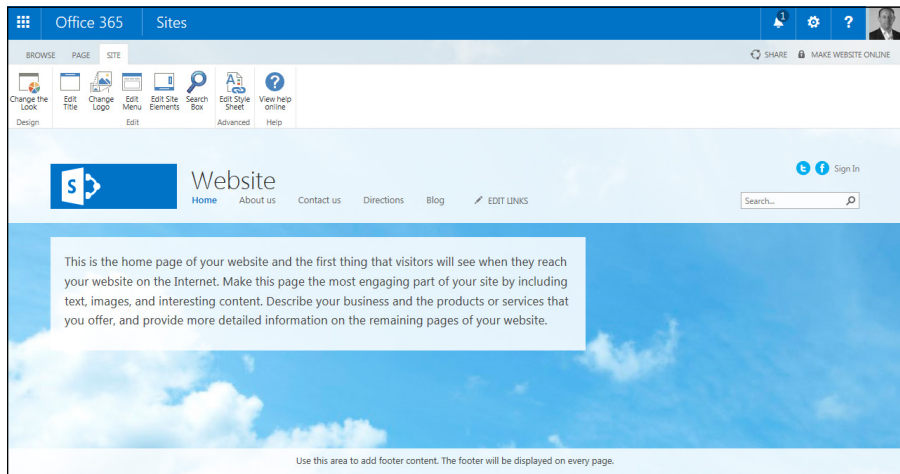 Office 365 Sites 1 ?
BROWSE PAGE SITE SHARE MAKE WEBSITE ONLINE
Change the Look Edit Title Change Logo Edit Menu Edit Site Elements Search Box Edit Style Sheet View help online
Design Edit Advanced Help
S Website Sign In
Home About us Contact us Directions Blog EDIT LINKS Search...
This is the home page of your website and the first thing that visitors will see when they reach
your website on the Internet. Make this page the most engaging part of your site by including
text, images, and interesting content. Describe your business and the products or services that
you offer, and provide more detailed information on the remaining pages of your website.
Use this area to add footer content. The footer will be displayed on every page.